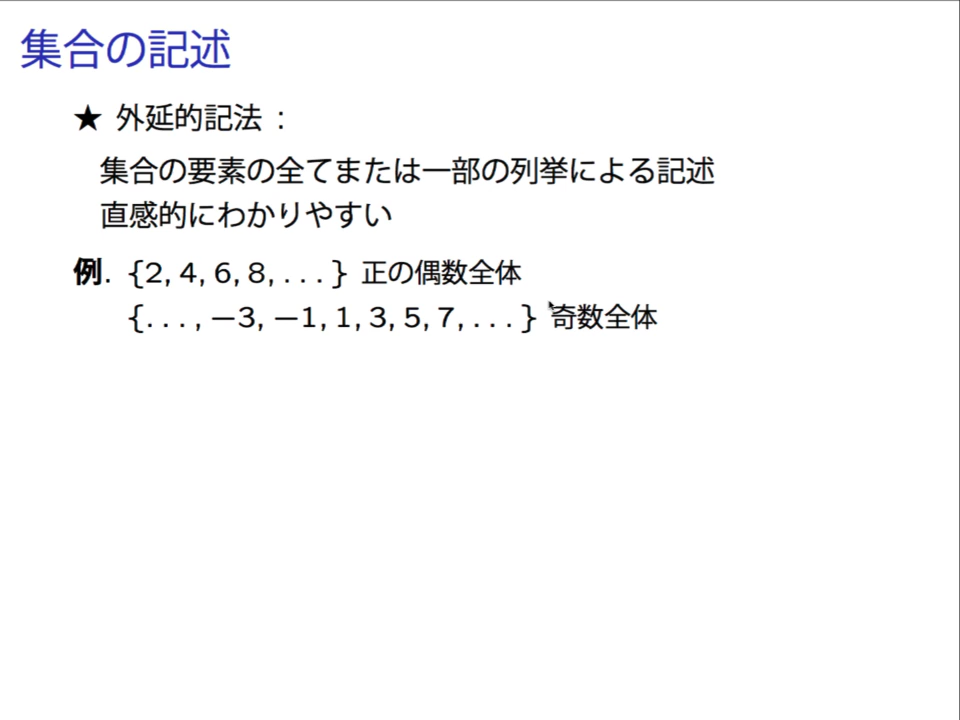 集合の記述
★ 外延的記法 :
集合の要素の全てまたは一部の列挙による記述
直感的にわかりやすい
例. {2, 4, 6, 8, . . . } 正の偶数全体
{. . . , −3, −1, 1, 3, 5, 7, . . . } 奇数全体